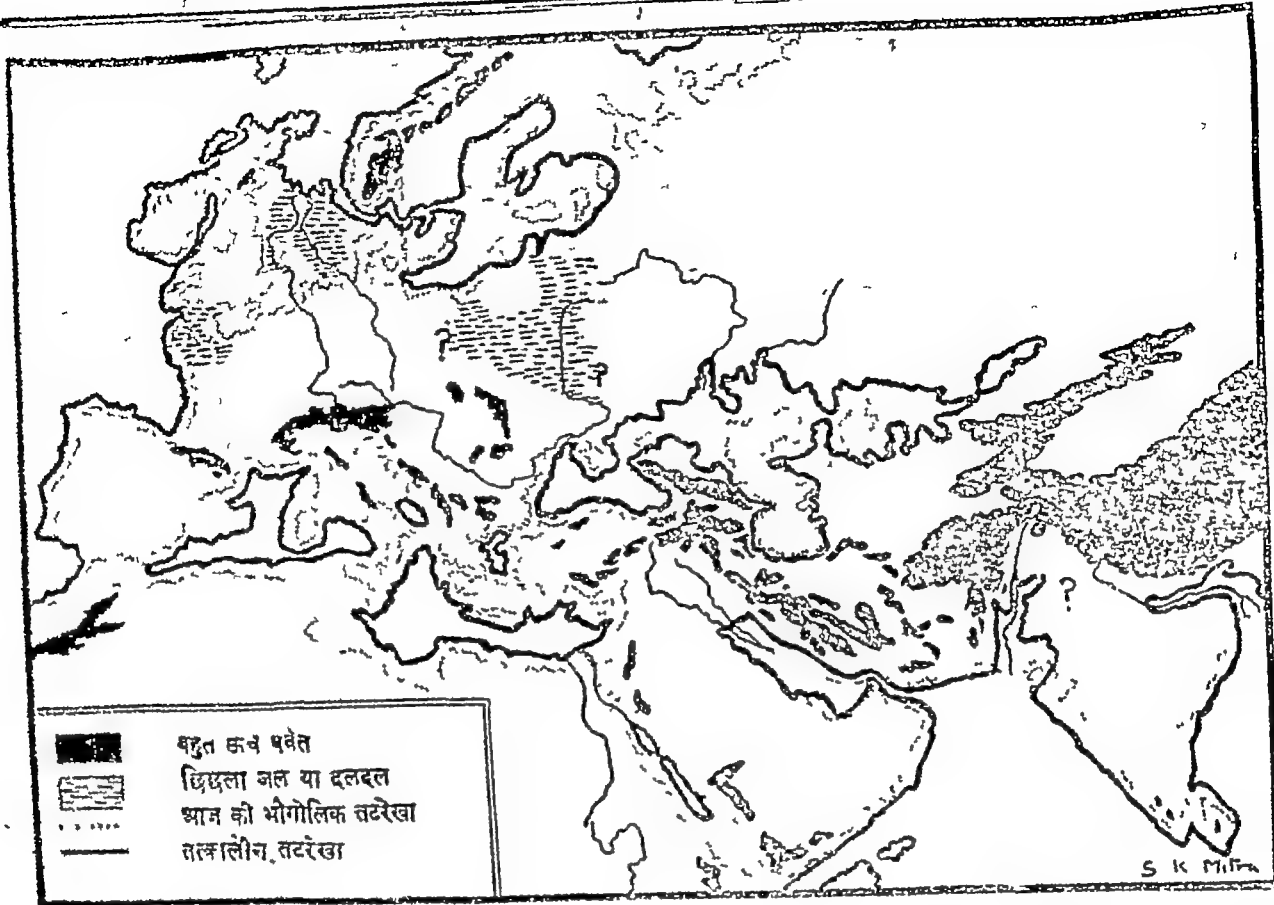 ?
?
?
बहुत ऊंचे पर्वत
छिछला जल या दलदल
आज की भौगोलिक तटरेखा
तत्कालीन तटरेखा
S K Mitra